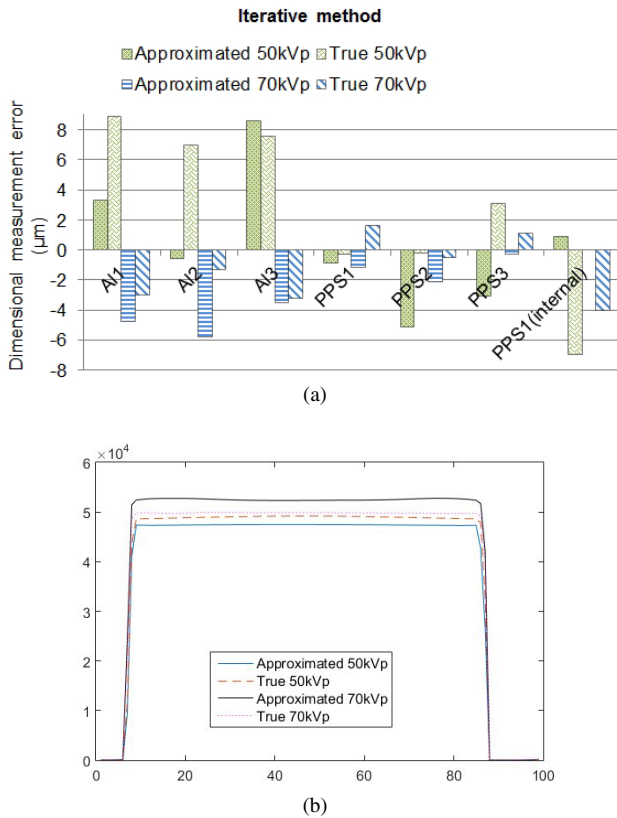 Iterative method
Approximated 50kVp
True 50kVp
Approximated 70kVp
True 70kVp
Dimensional measurement error
(µm)
8
6
4
2
0
-2
-4
-6
-8
Al1
Al2
Al3
PPS1
PPS2
PPS3
PPS1(internal)
(a)
×10⁴
6
5
4
3
2
1
0
0
20
40
60
80
100
Approximated 50kVp
True 50kVp
Approximated 70kVp
True 70kVp
(b)